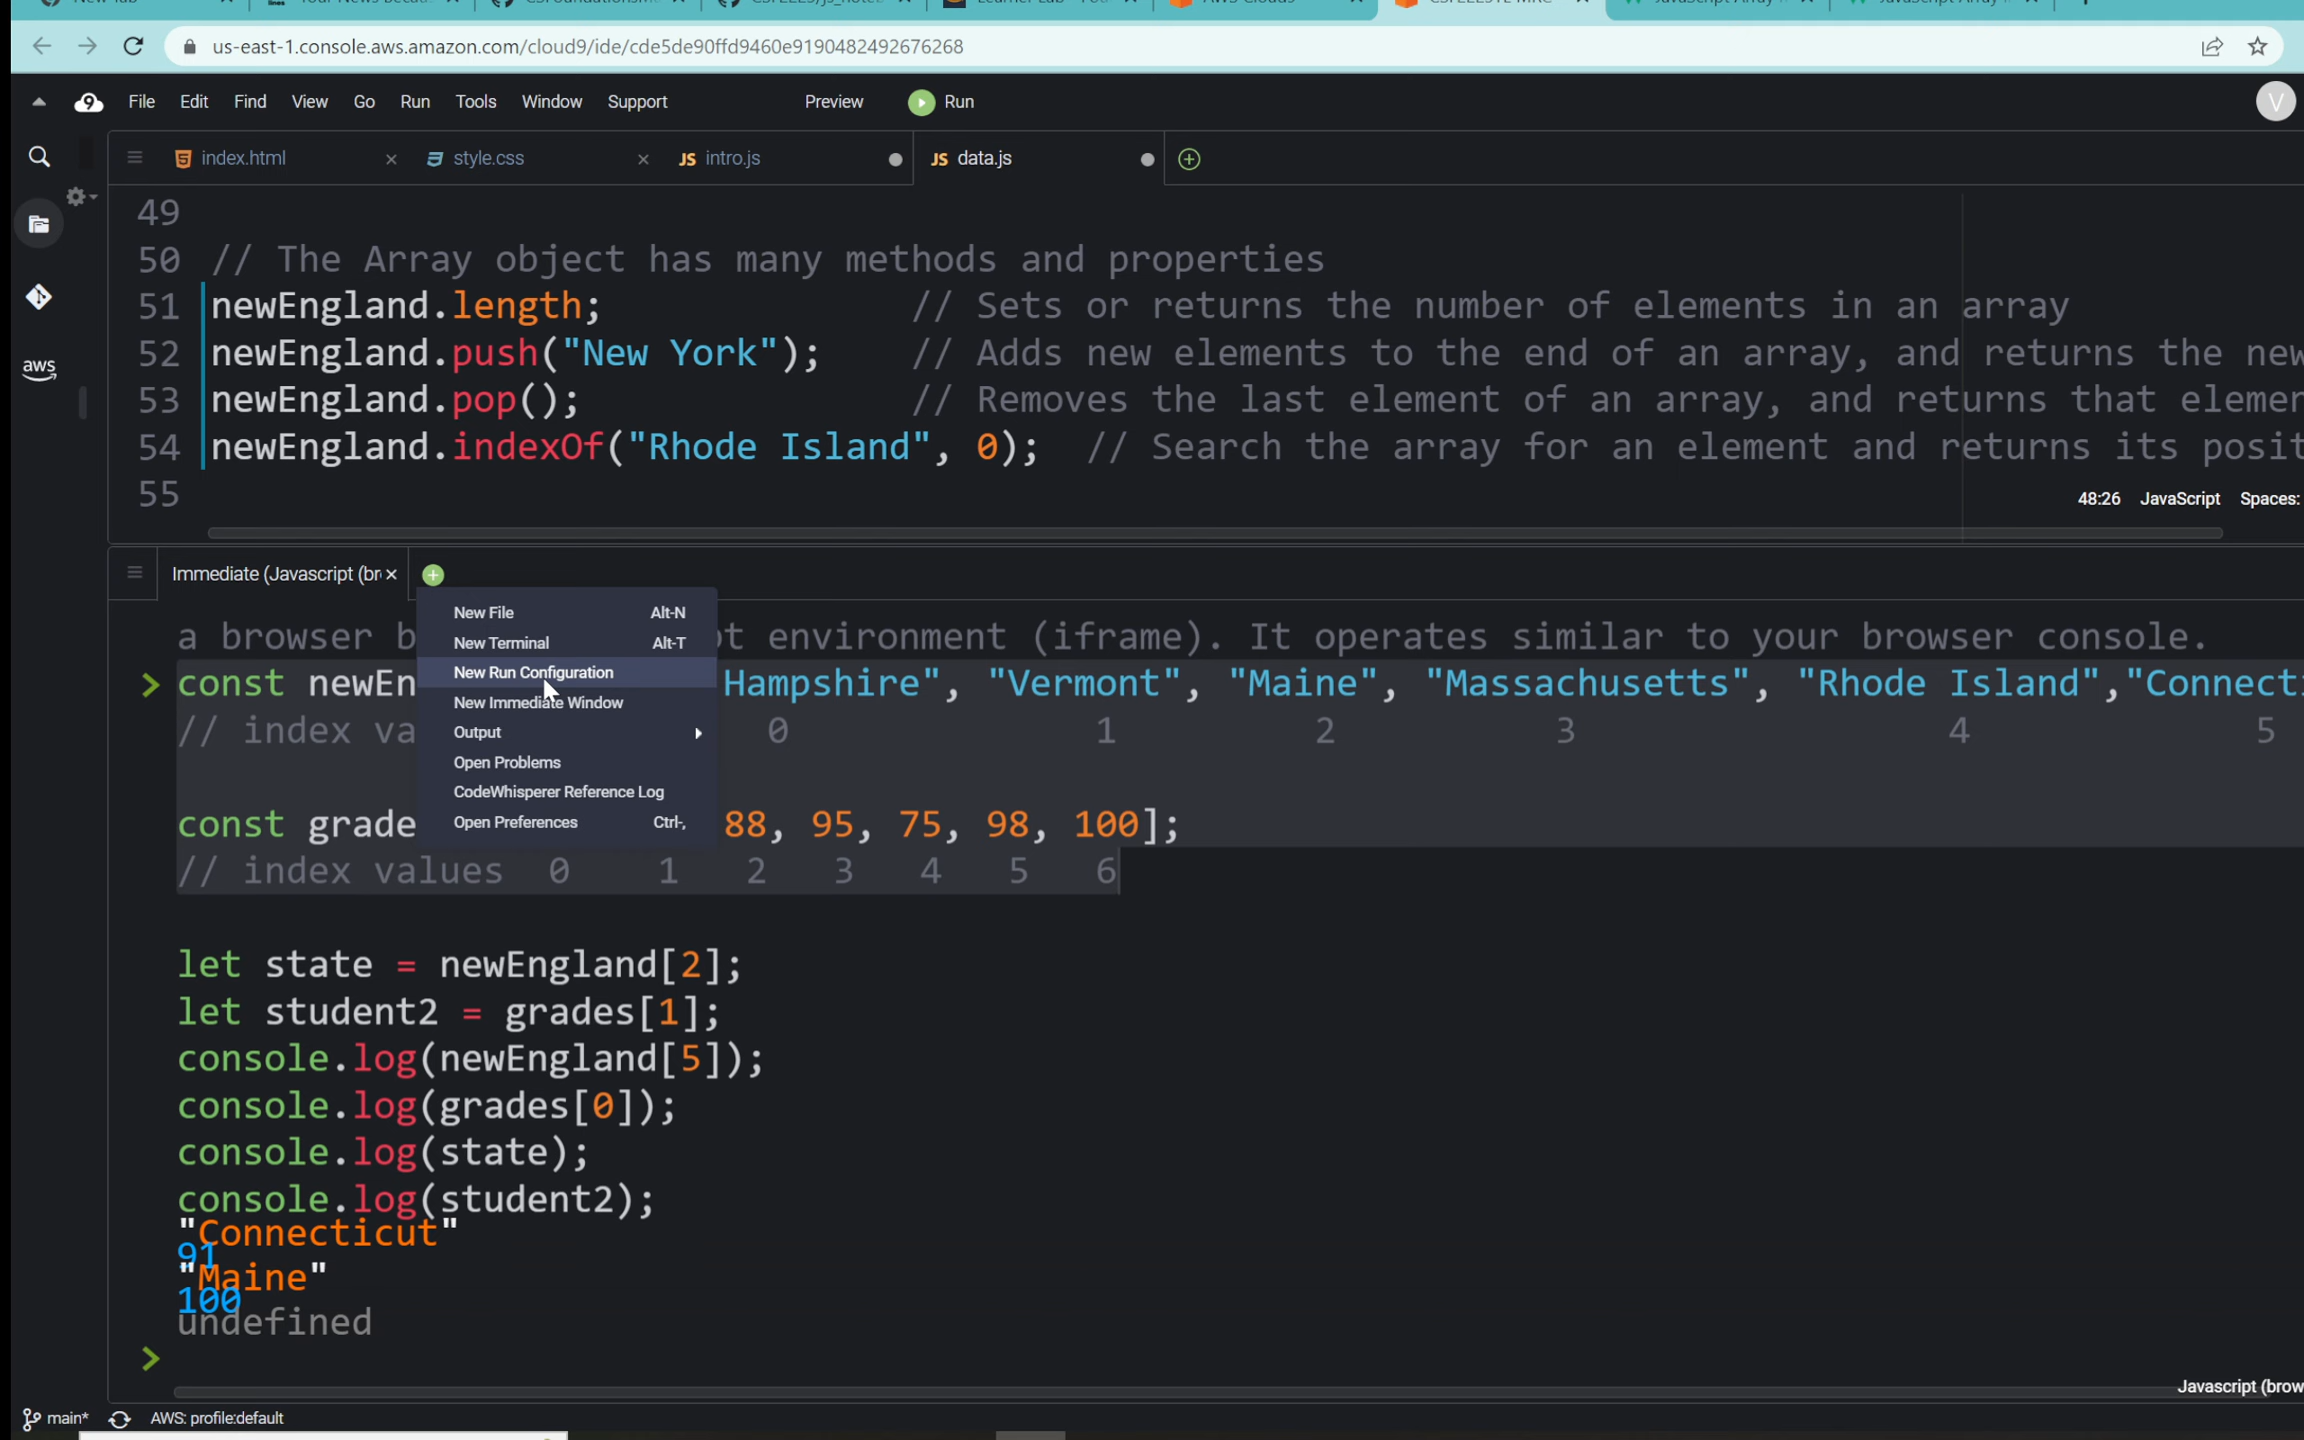 us-east-1.console.aws.amazon.com/cloud9/ide/cde5de90ffd9460e9190482492676268
9 File Edit Find View Go Run Tools Window Support Preview Run V
index.html style.css JS intro.js JS data.js
49
50 // The Array object has many methods and properties
51 newEngland.length; // Sets or returns the number of elements in an array
52 newEngland.push("New York"); // Adds new elements to the end of an array, and returns the new
53 newEngland.pop(); // Removes the last element of an array, and returns that elemen
54 newEngland.indexOf("Rhode Island", 0); // Search the array for an element and returns its posit
55
aws
48:26 JavaScript Spaces:
Immediate (Javascript (br
New File Alt-N
New Terminal Alt-T
New Run Configuration
New Immediate Window
Output
Open Problems
CodeWhisperer Reference Log
Open Preferences Ctrl-,
a browser b t environment (iframe). It operates similar to your browser console.
> const newEn Hampshire", "Vermont", "Maine", "Massachusetts", "Rhode Island","Connect
// index va 0 1 2 3 4 5
const grade 88, 95, 75, 98, 100];
// index values 0 1 2 3 4 5 6
let state = newEngland[2];
let student2 = grades[1];
console.log(newEngland[5]);
console.log(grades[0]);
console.log(state);
console.log(student2);
"Connecticut"
91
"Maine"
100
undefined
>
Javascript (brow
main* AWS: profile:default